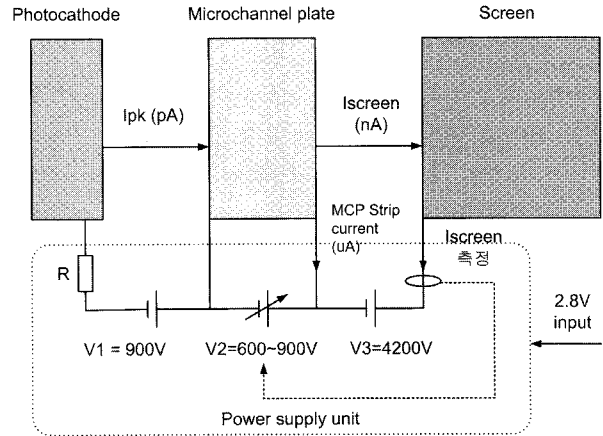 Photocathode
Microchannel plate
Screen
Ipk (pA)
Iscreen
(nA)
MCP Strip
current
(uA)
Iscreen
측정
R
2.8V
input
V1 = 900V
V2=600~900V
V3=4200V
Power supply unit